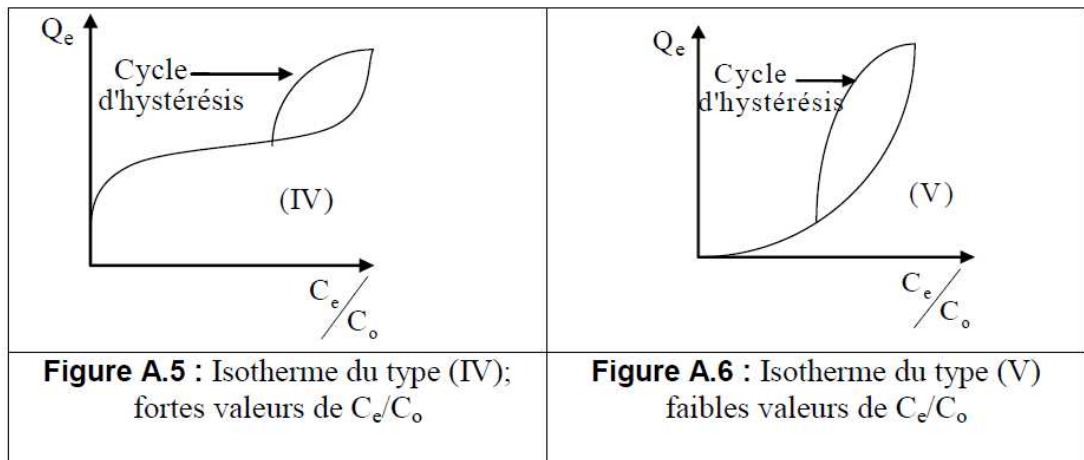 Qe
Cycle
d'hystérésis
(IV)
Ce/Co
Figure A.5 : Isotherme du type (IV);
fortes valeurs de Ce/Co
Qe
Cycle
d'hystérésis
(V)
Ce/Co
Figure A.6 : Isotherme du type (V)
faibles valeurs de Ce/Co